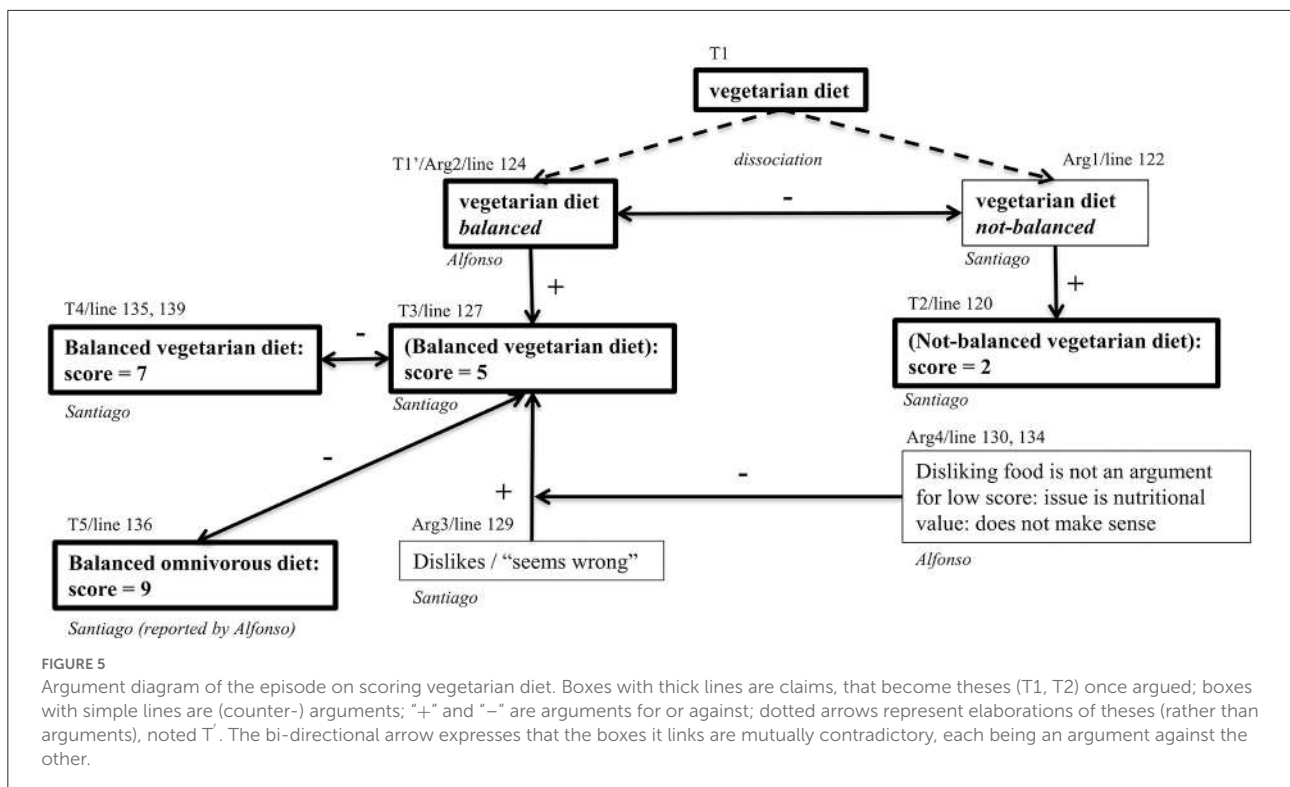 T1
vegetarian diet
dissociation
T1'/Arg2/line 124
Arg1/line 122
vegetarian diet
balanced
-
vegetarian diet
not-balanced
Alfonso
Santiago
+
+
T4/line 135, 139
T3/line 127
T2/line 120
Balanced vegetarian diet:
score = 7
-
(Balanced vegetarian diet):
score = 5
(Not-balanced vegetarian diet):
score = 2
Santiago
Santiago
Santiago
Arg4/line 130, 134
Disliking food is not an argument
for low score: issue is nutritional
value: does not make sense
Alfonso
-
-
+
T5/line 136
Arg3/line 129
Balanced omnivorous diet:
score = 9
Dislikes / “seems wrong”
Santiago
Santiago (reported by Alfonso)
FIGURE 5
Argument diagram of the episode on scoring vegetarian diet. Boxes with thick lines are claims, that become theses (T1, T2) once argued; boxes
with simple lines are (counter-) arguments; “+” and “–” are arguments for or against; dotted arrows represent elaborations of theses (rather than
arguments), noted T′. The bi-directional arrow expresses that the boxes it links are mutually contradictory, each being an argument against the
other.